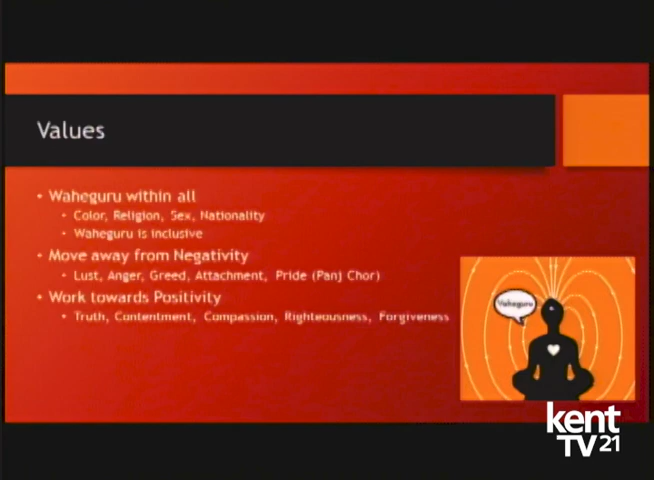 Values
• Waheguru within all
• Color, Religion, Sex, Nationality
• Waheguru is inclusive
• Move away from Negativity
• Lust, Anger, Greed, Attachment, Pride (Panj Chor)
• Work towards Positivity
• Truth, Contentment, Compassion, Righteousness, Forgiveness
Waheguru
kent
TV21